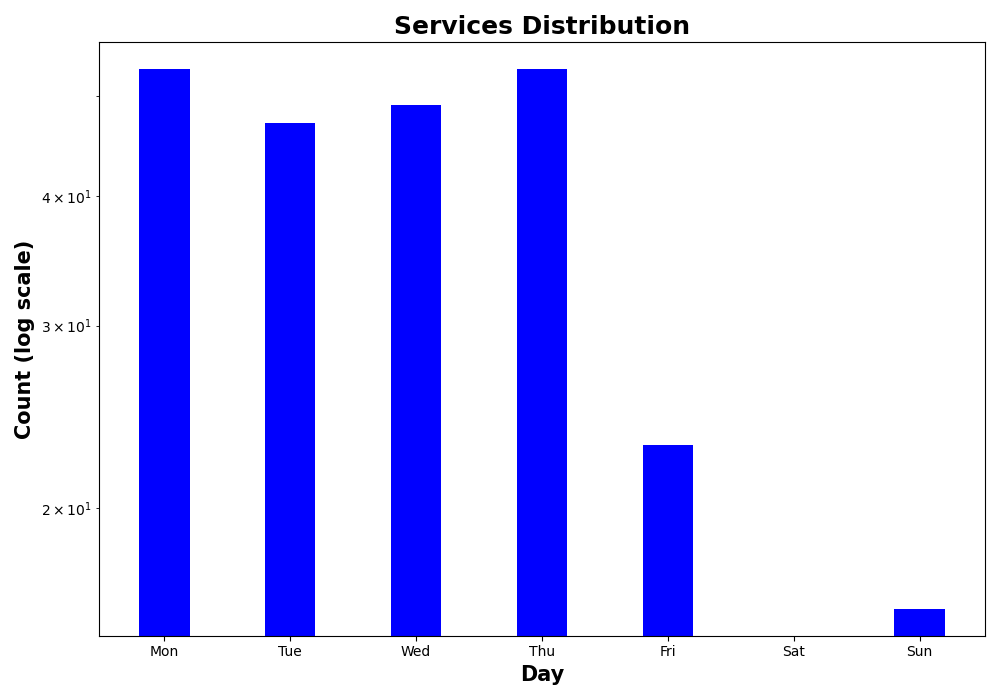 Services Distribution
Count (log scale)
4 × 10¹
3 × 10¹
2 × 10¹
Mon Tue Wed Thu Fri Sat Sun
Day